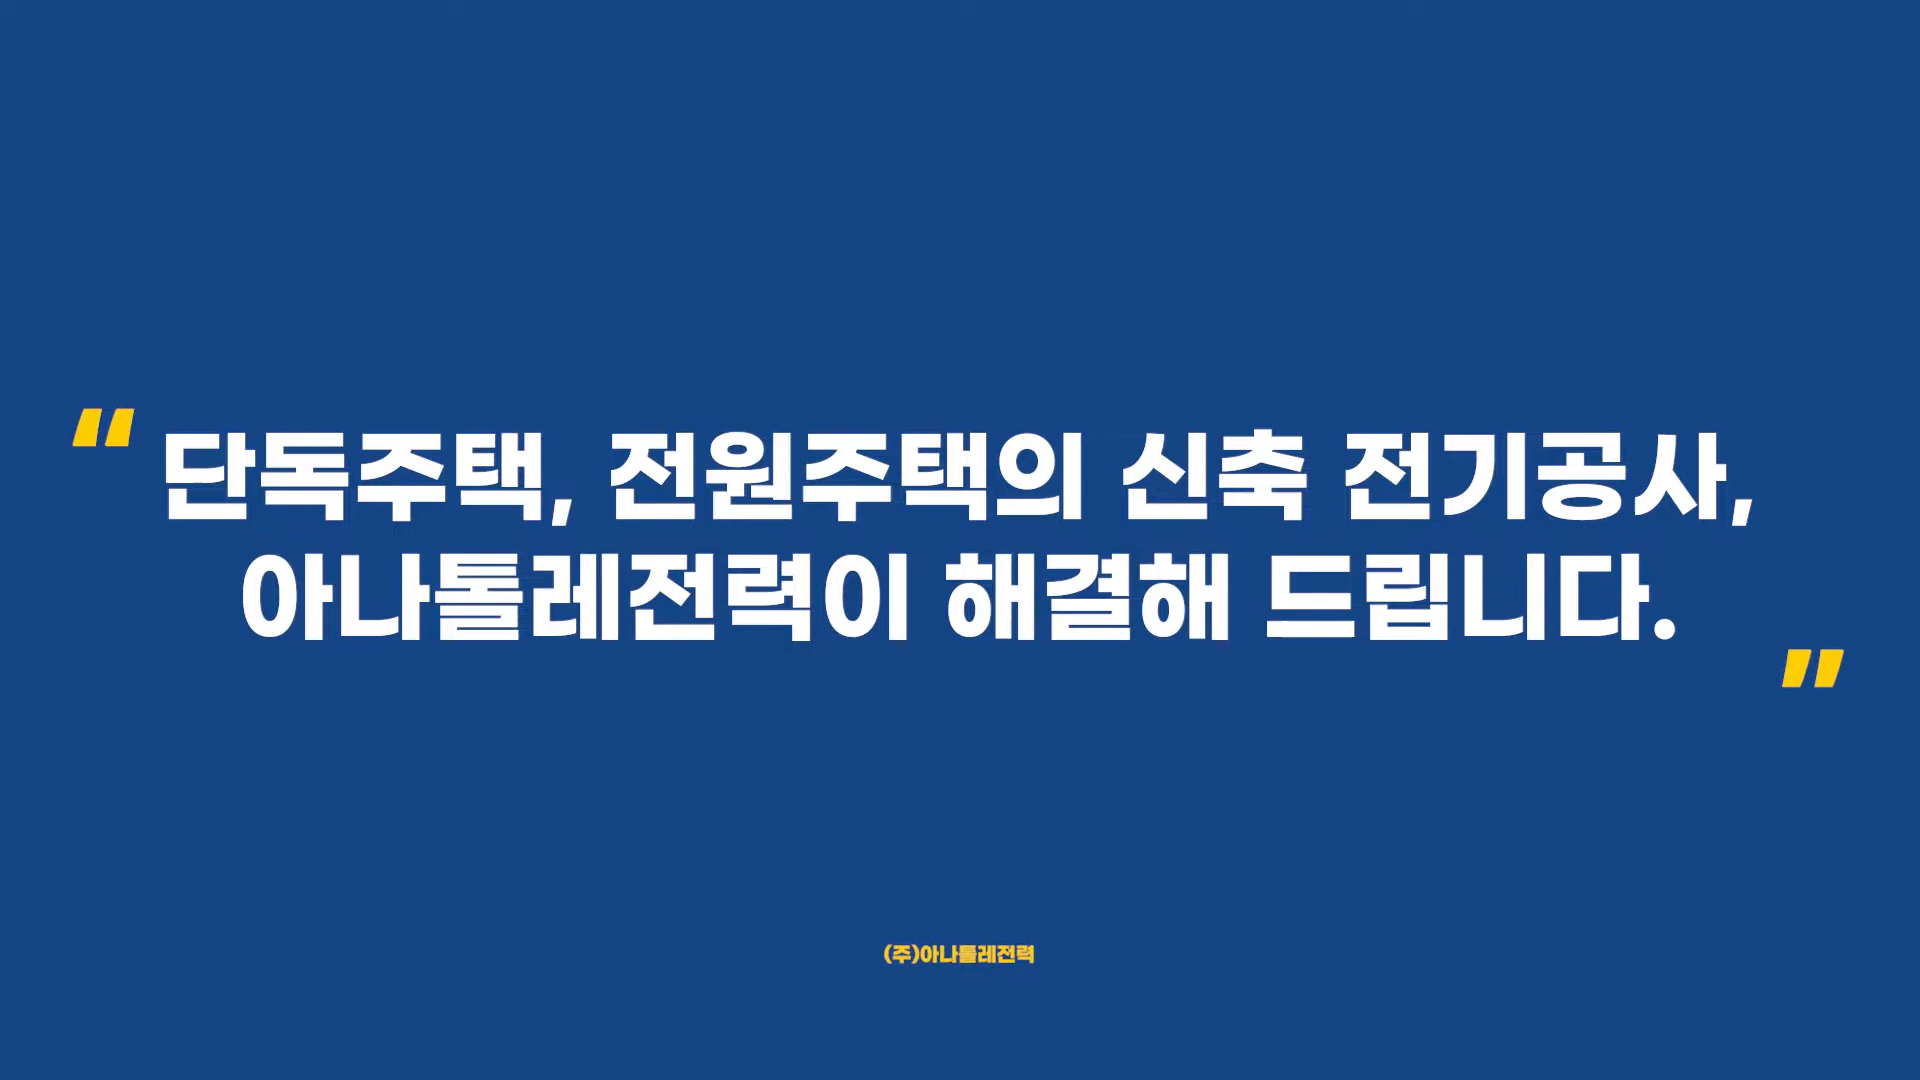 “단독주택, 전원주택의 신축 전기공사,
아나톨레전력이 해결해 드립니다.”
(주)아나톨레전력